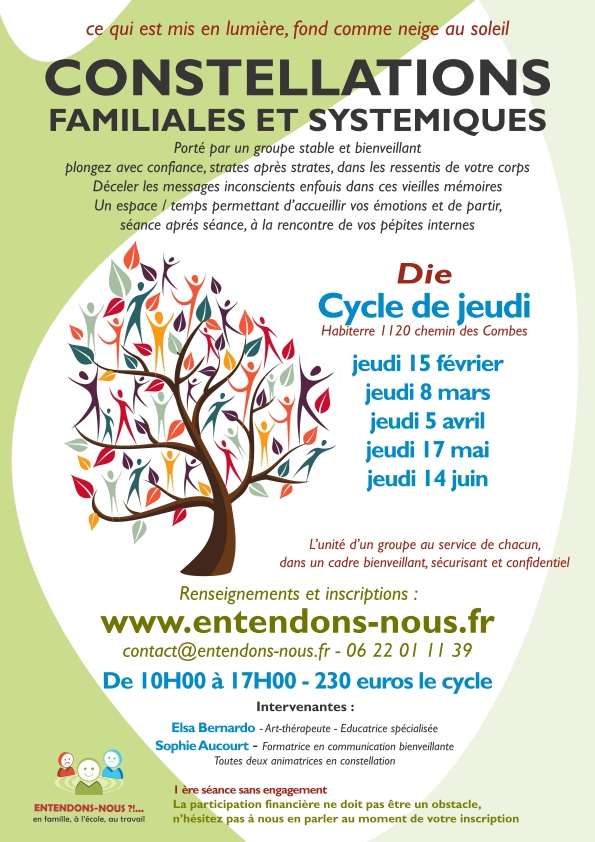 ce qui est mis en lumière, fond comme neige au soleil
CONSTELLATIONS
FAMILIALES ET SYSTEMIQUES
Porté par un groupe stable et bienveillant
plongez avec confiance, strates après strates, dans les ressentis de votre corps
Déceler les messages inconscients enfouis dans ces vieilles mémoires
Un espace / temps permettant d'accueillir vos émotions et de partir,
séance aprés séance, à la rencontre de vos pépites internes
Die
Cycle de jeudi
Habiterre 1120 chemin des Combes
jeudi 15 février
jeudi 8 mars
jeudi 5 avril
jeudi 17 mai
jeudi 14 juin
L'unité d'un groupe au service de chacun,
dans un cadre bienveillant, sécurisant et confidentiel
Renseignements et inscriptions :
www.entendons-nous.fr
contact@entendons-nous.fr - 06 22 01 11 39
De 10H00 à 17H00 - 230 euros le cycle
Intervenantes :
Elsa Bernardo - Art-thérapeute - Educatrice spécialisée
Sophie Aucourt - Formatrice en communication bienveillante
Toutes deux animatrices en constellation
ENTENDONS-NOUS ?!...
en famille, à l'école, au travail
1 ère séance sans engagement
La participation financière ne doit pas être un obstacle,
n'hésitez pas à nous en parler au moment de votre inscription